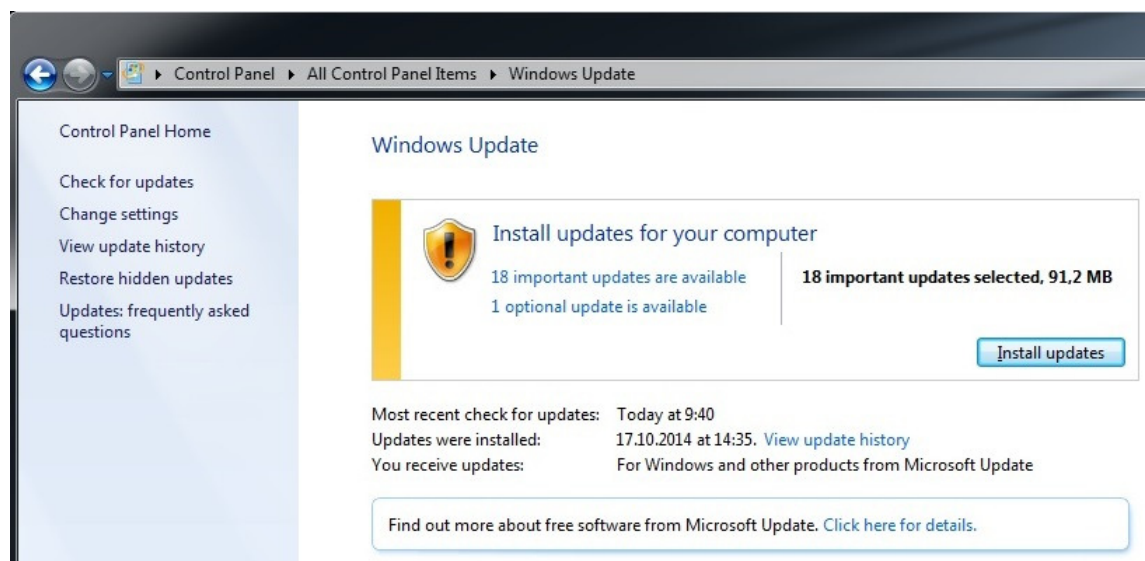 Control Panel ▸ All Control Panel Items ▸ Windows Update
Control Panel Home
Check for updates
Change settings
View update history
Restore hidden updates
Updates: frequently asked
questions
Windows Update
Install updates for your computer
18 important updates are available
1 optional update is available
18 important updates selected, 91,2 MB
Install updates
Most recent check for updates: Today at 9:40
Updates were installed: 17.10.2014 at 14:35. View update history
You receive updates: For Windows and other products from Microsoft Update
Find out more about free software from Microsoft Update. Click here for details.